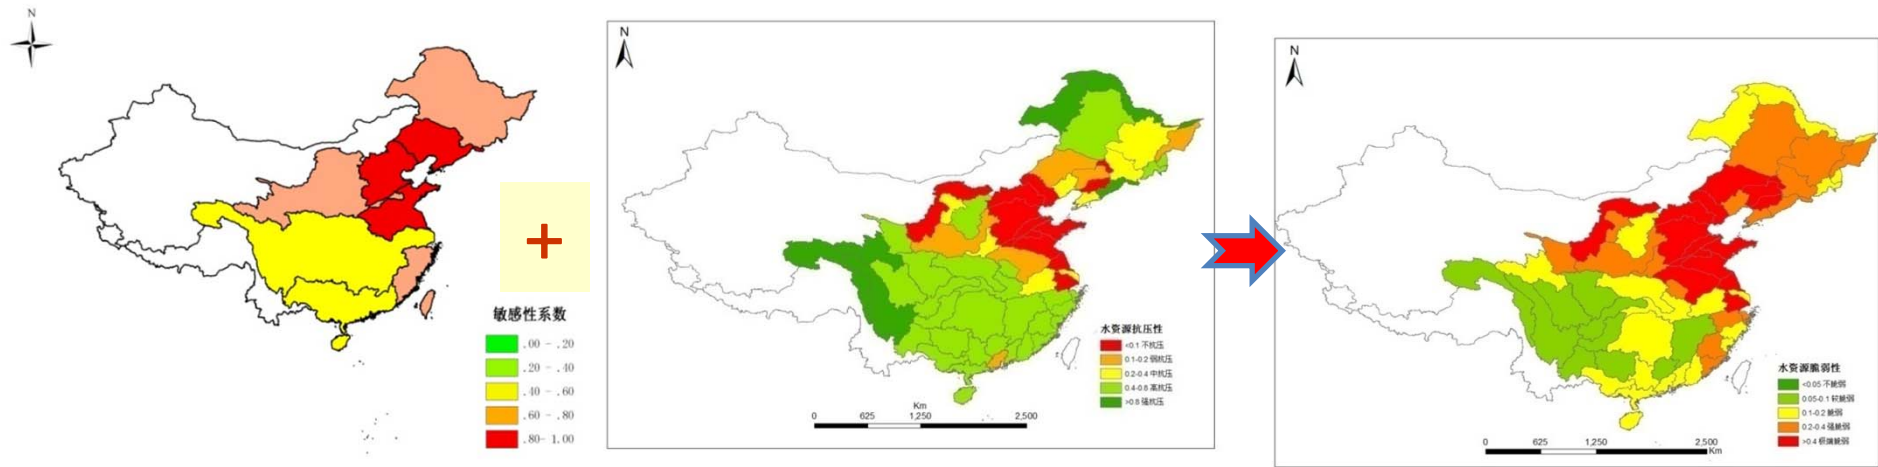 N
敏感性系数
.00 - .20
.20 - .40
.40 - .60
.60 - .80
.80- 1.00
+
N
水资源抗压性
<0.1 不抗压
0.1-0.2 弱抗压
0.2-0.4 中抗压
0.4-0.8 高抗压
>0.8 强抗压
Km
0 625 1,250 2,500
N
水资源脆弱性
<0.05 不脆弱
0.05-0.1 较脆弱
0.1-0.2 脆弱
0.2-0.4 强脆弱
>0.4 极端脆弱
0 625 1,250 2,500
Km